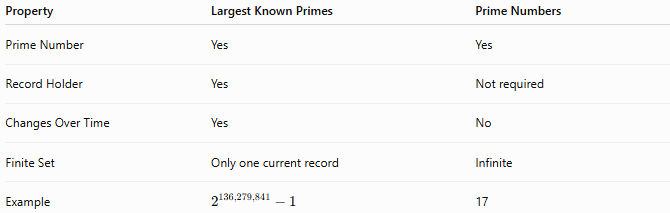 Property Largest Known Primes Prime Numbers
Prime Number Yes Yes
Record Holder Yes Not required
Changes Over Time Yes No
Finite Set Only one current record Infinite
Example 2^136,279,841 − 1 17